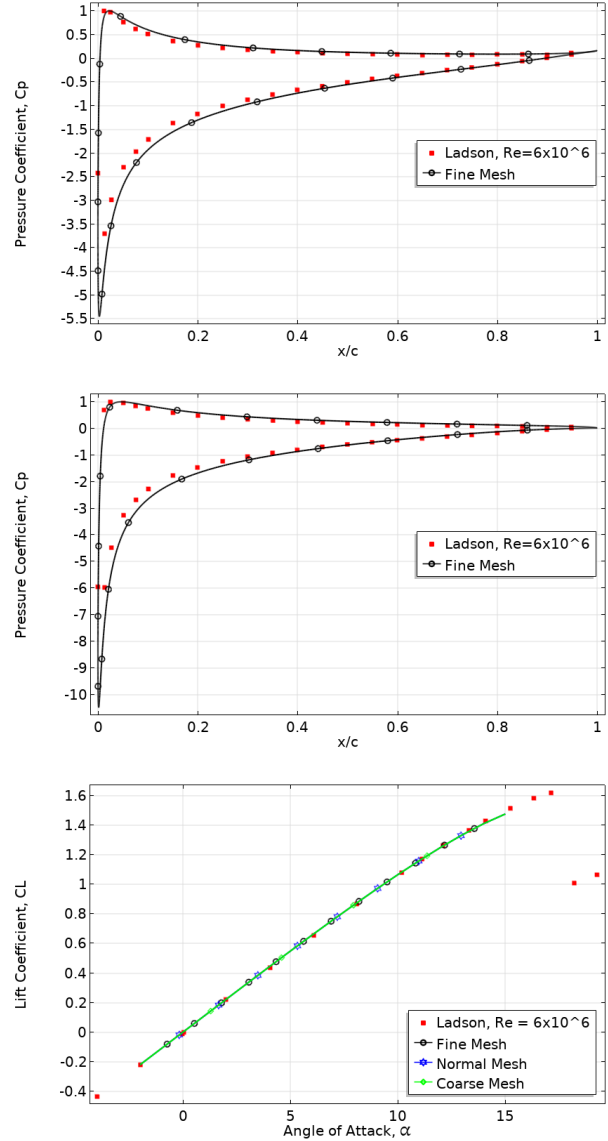 1
0.5
0
-0.5
-1
-1.5
-2
-2.5
-3
-3.5
-4
-4.5
-5
-5.5
Pressure Coefficient, Cp
Ladson, Re=6x10^6
Fine Mesh
0 0.2 0.4 0.6 0.8 1
x/c
1
0
-1
-2
-3
-4
-5
-6
-7
-8
-9
-10
Pressure Coefficient, Cp
Ladson, Re=6x10^6
Fine Mesh
0 0.2 0.4 0.6 0.8 1
x/c
1.6
1.4
1.2
1
0.8
0.6
0.4
0.2
0
-0.2
-0.4
Lift Coefficient, CL
Ladson, Re = 6x10^6
Fine Mesh
Normal Mesh
Coarse Mesh
0 5 10 15
Angle of Attack, α